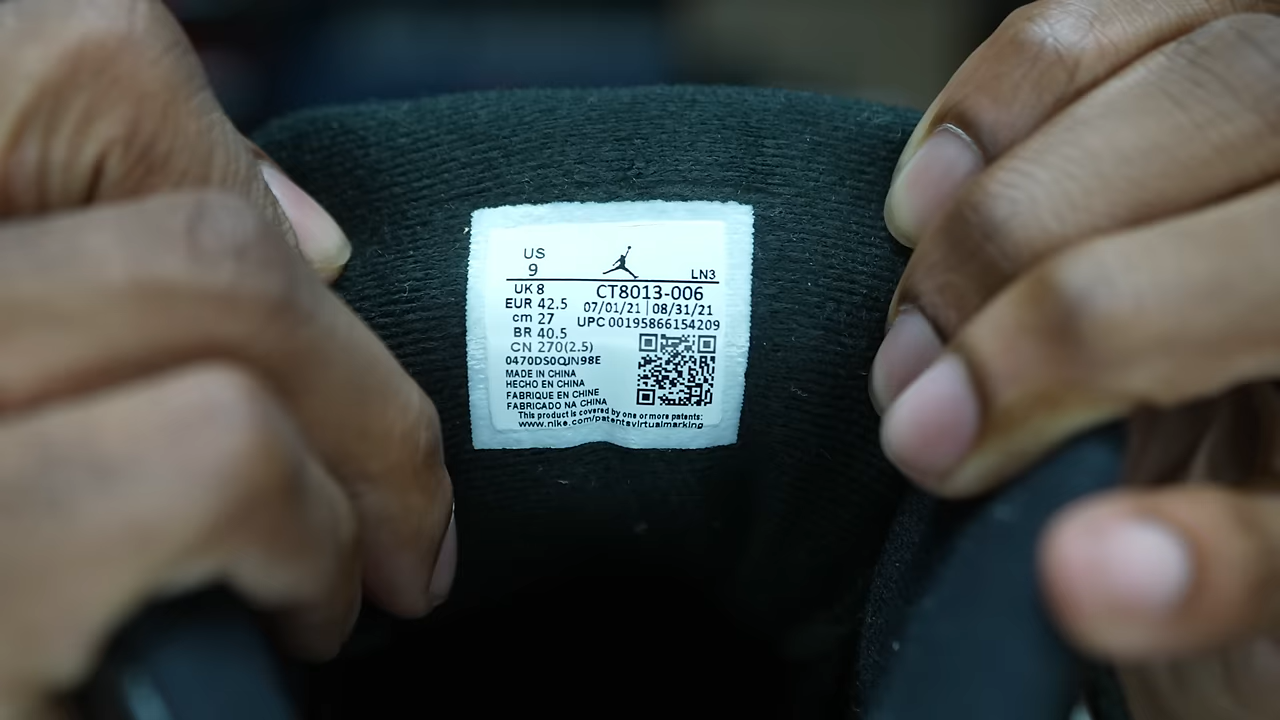 US
9
LN3
UK 8
CT8013-006
EUR 42.5
07/01/21 | 08/31/21
cm 27
UPC 00195866154209
BR 40.5
CN 270(2.5)
0470DS0QJN98E
MADE IN CHINA
HECHO EN CHINA
FABRIQUE EN CHINE
FABRICADO NA CHINA
This product is covered by one or more patents:
www.nike.com/patentsvirtualmarking